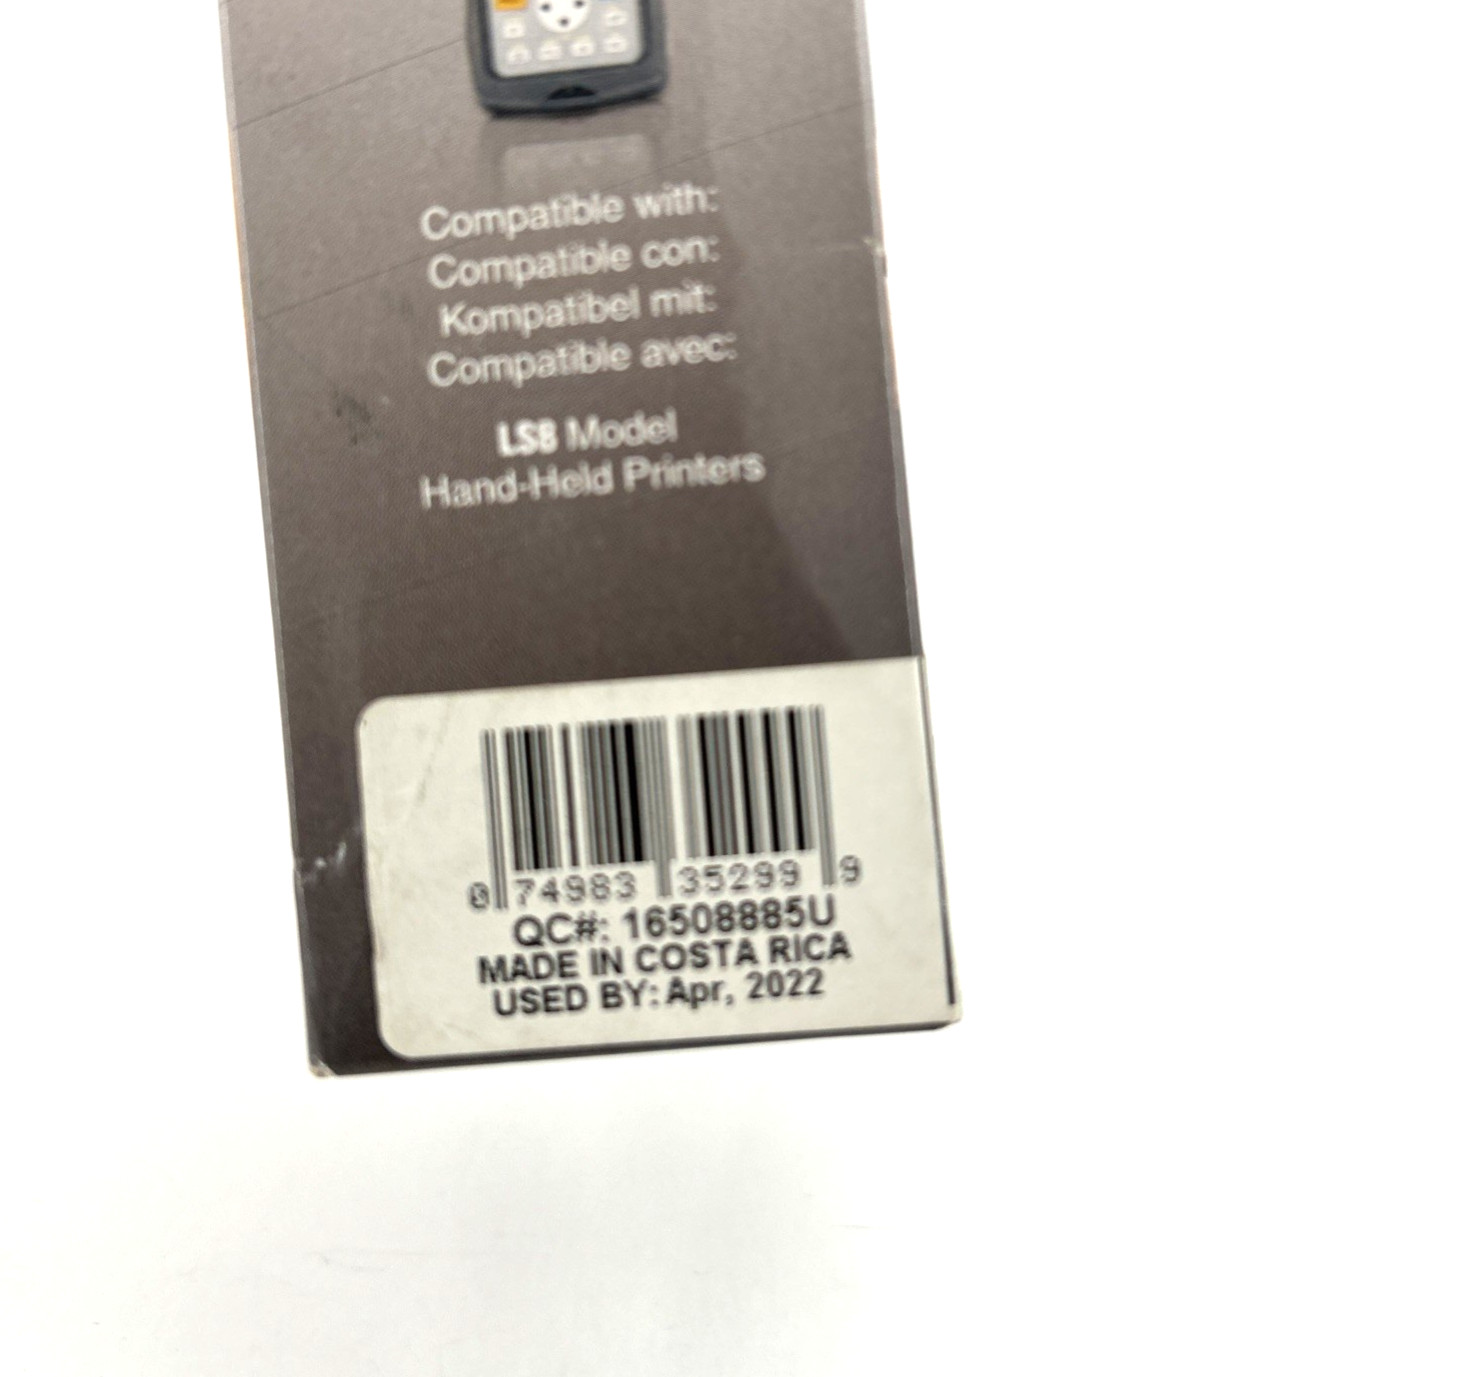 Compatible with:
Compatible con:
Kompatibel mit:
Compatible avec:
LS8 Model
Hand-Held Printers
0 74983 35299 9
QC#: 16508885U
MADE IN COSTA RICA
USED BY: Apr, 2022